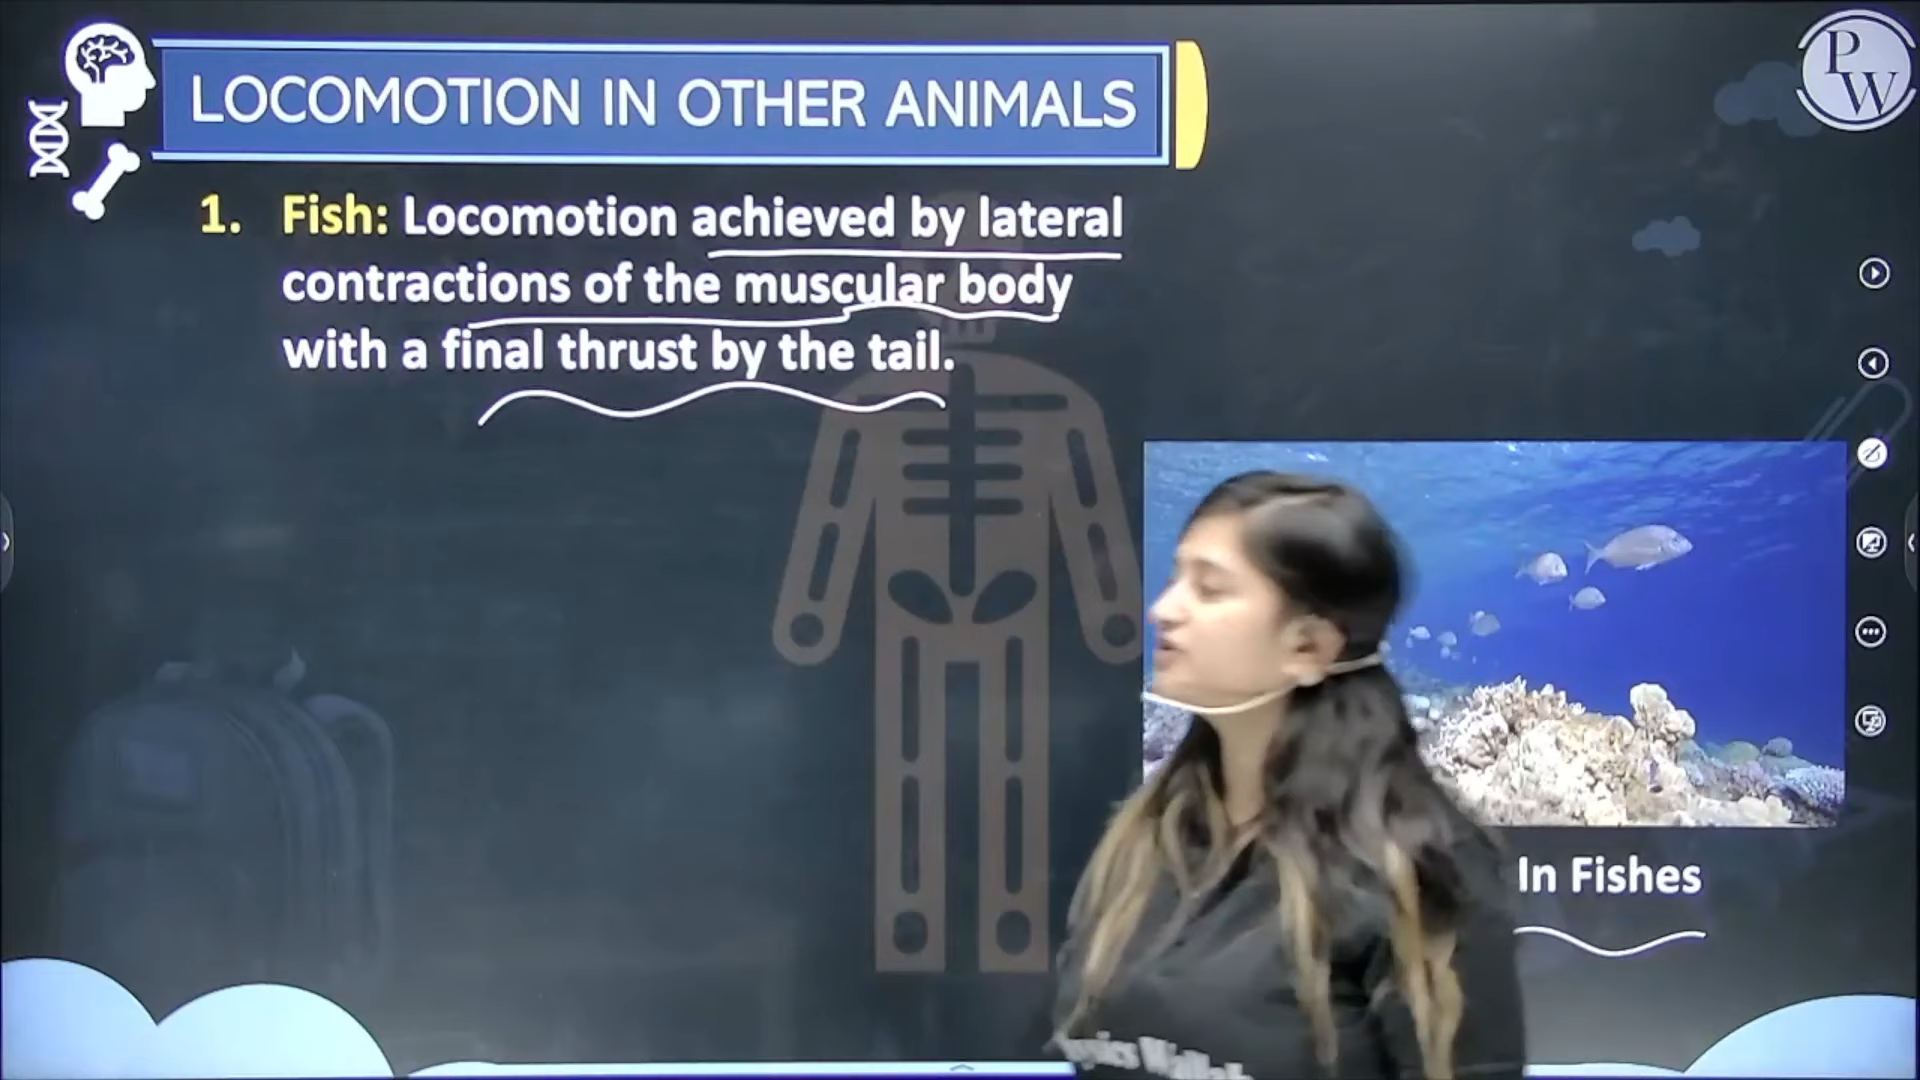 LOCOMOTION IN OTHER ANIMALS
PW
1. Fish: Locomotion achieved by lateral
contractions of the muscular body
with a final thrust by the tail.
In Fishes